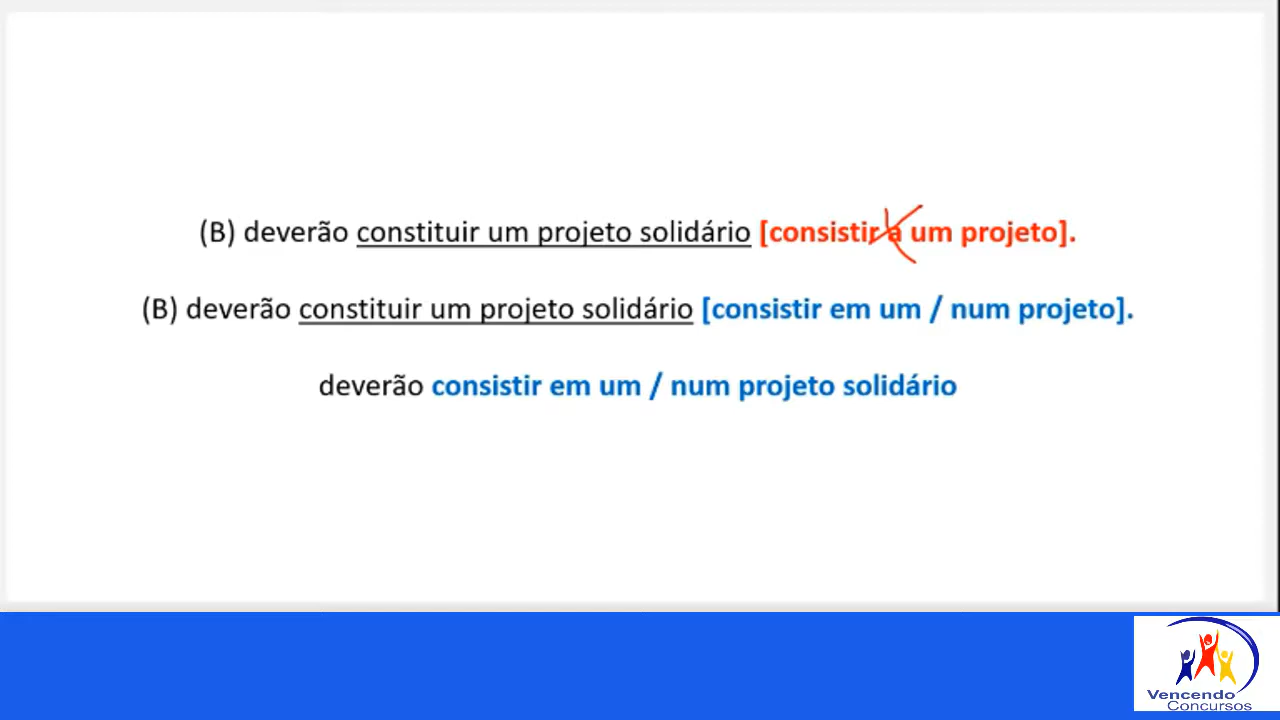 (B) deverão constituir um projeto solidário [consistir a um projeto].
(B) deverão constituir um projeto solidário [consistir em um / num projeto].
deverão consistir em um / num projeto solidário
Vencendo
Concursos